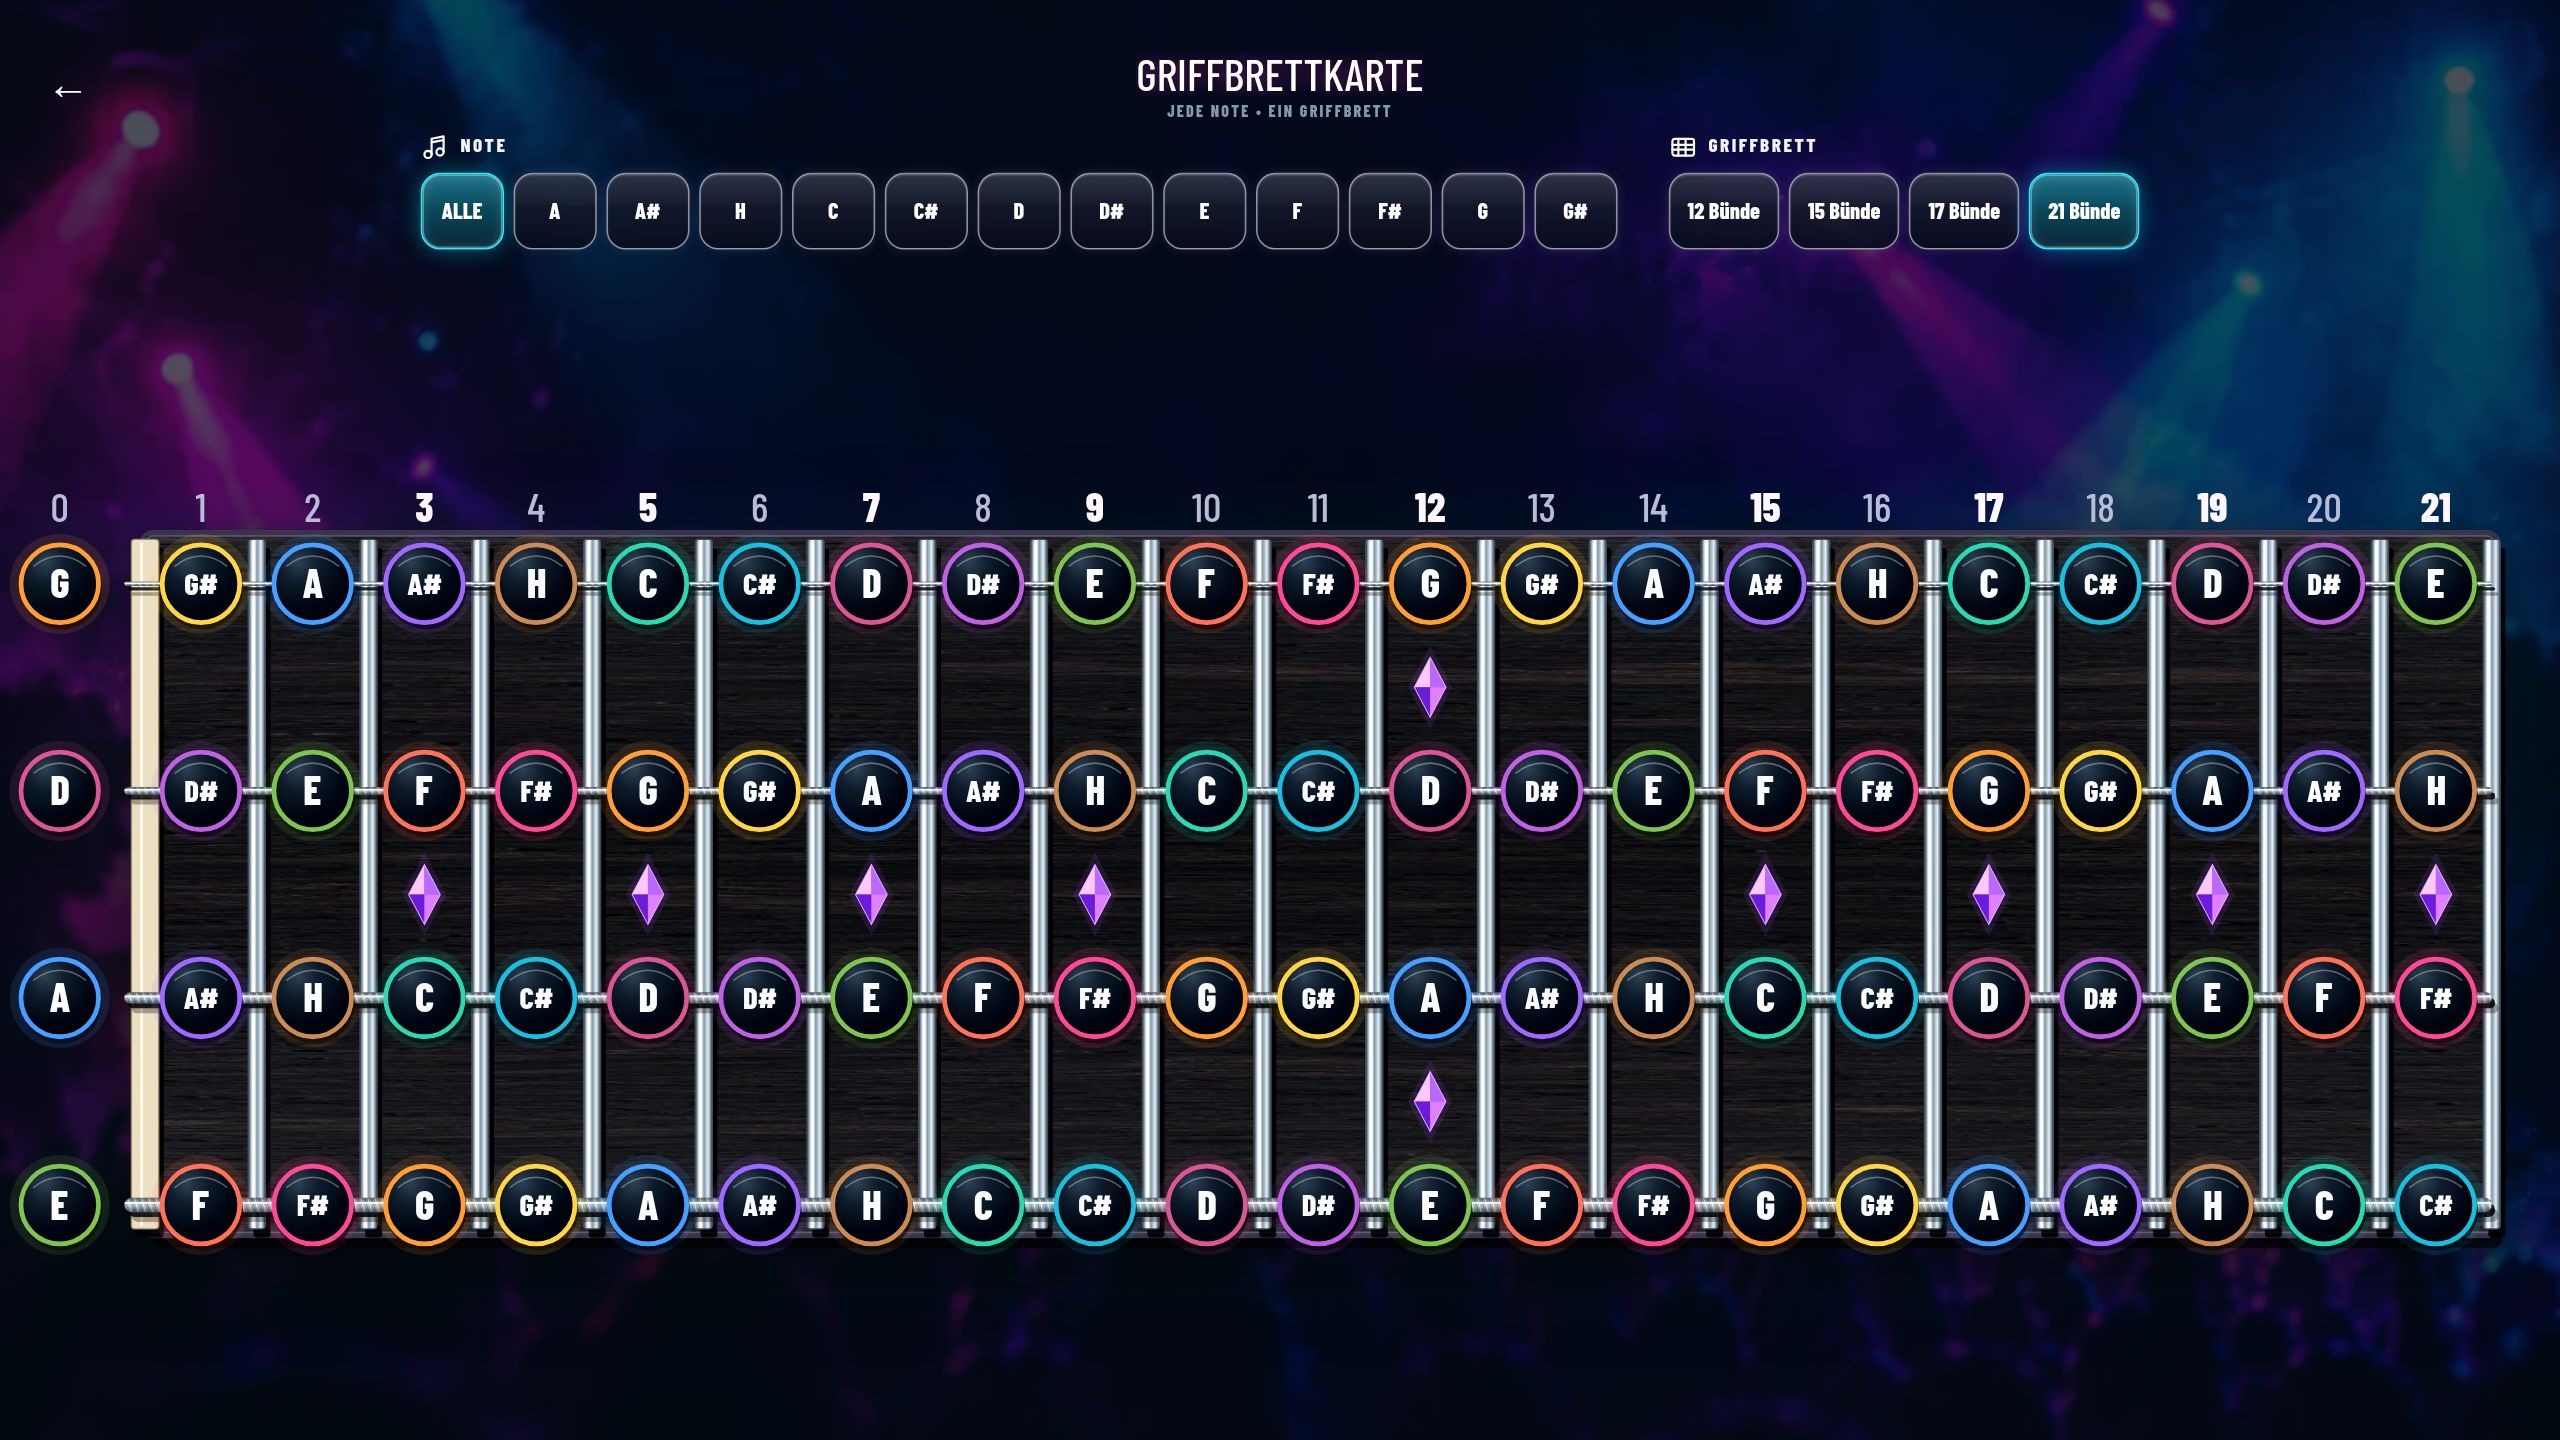 ←
GRIFFBRETTKARTE
JEDE NOTE • EIN GRIFFBRETT
NOTE
ALLE A A# H C C# D D# E F F# G G#
GRIFFBRETT
12 Bünde 15 Bünde 17 Bünde 21 Bünde
0 1 2 3 4 5 6 7 8 9 10 11 12 13 14 15 16 17 18 19 20 21
G G# A A# H C C# D D# E F F# G G# A A# H C C# D D# E
D D# E F F# G G# A A# H C C# D D# E F F# G G# A A# H
A A# H C C# D D# E F F# G G# A A# H C C# D D# E F F#
E F F# G G# A A# H C C# D D# E F F# G G# A A# H C C#